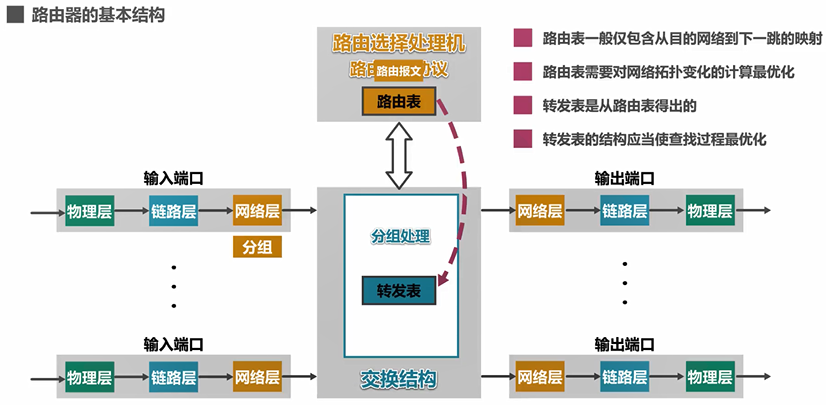 路由器的基本结构
路由选择处理机
路由 协议
路由报文
路由表
路由表一般仅包含从目的网络到下一跳的映射
路由表需要对网络拓扑变化的计算最优化
转发表是从路由表得出的
转发表的结构应当使查找过程最优化
输入端口
物理层
链路层
网络层
分组
分组处理
转发表
交换结构
输出端口
网络层
链路层
物理层
输入端口
物理层
链路层
网络层
输出端口
网络层
链路层
物理层